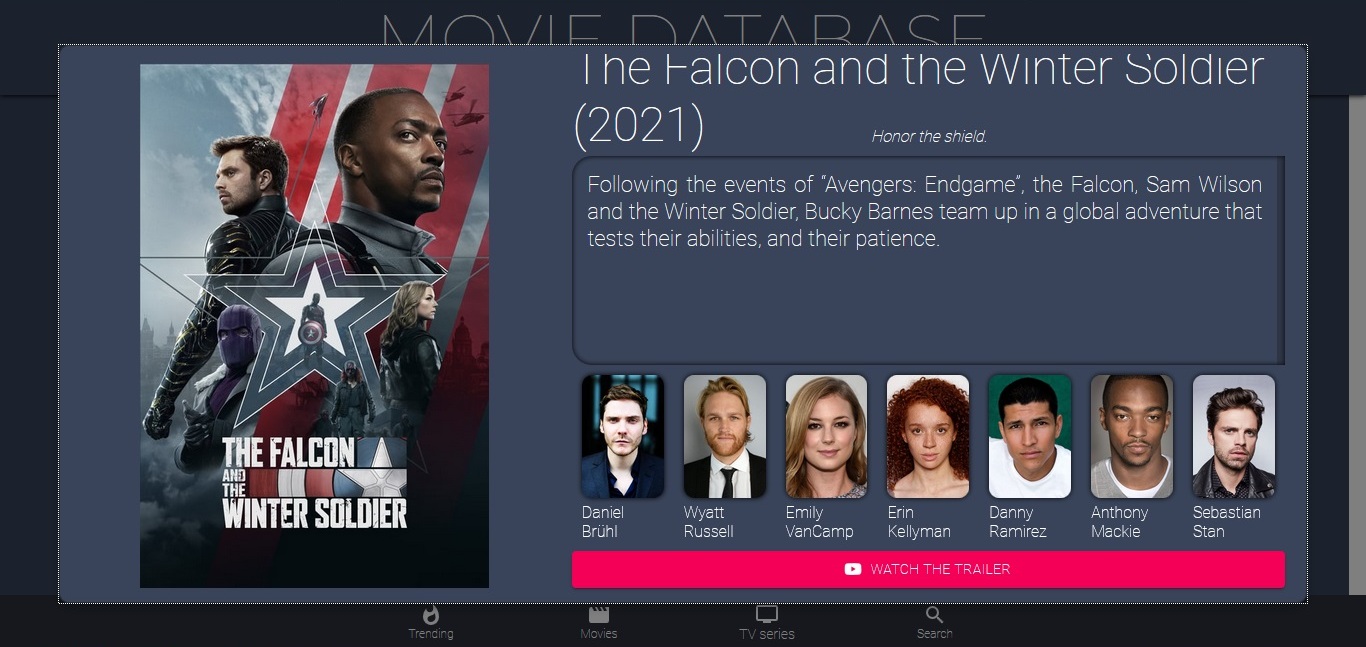 MOVIE DATABASE
The Falcon and the Winter Soldier
(2021)
Honor the shield.
Following the events of “Avengers: Endgame”, the Falcon, Sam Wilson
and the Winter Soldier, Bucky Barnes team up in a global adventure that
tests their abilities, and their patience.
THE FALCON
AND
THE
WINTER SOLDIER
Daniel
Brühl
Wyatt
Russell
Emily
VanCamp
Erin
Kellyman
Danny
Ramirez
Anthony
Mackie
Sebastian
Stan
WATCH THE TRAILER
Trending
Movies
TV series
Search